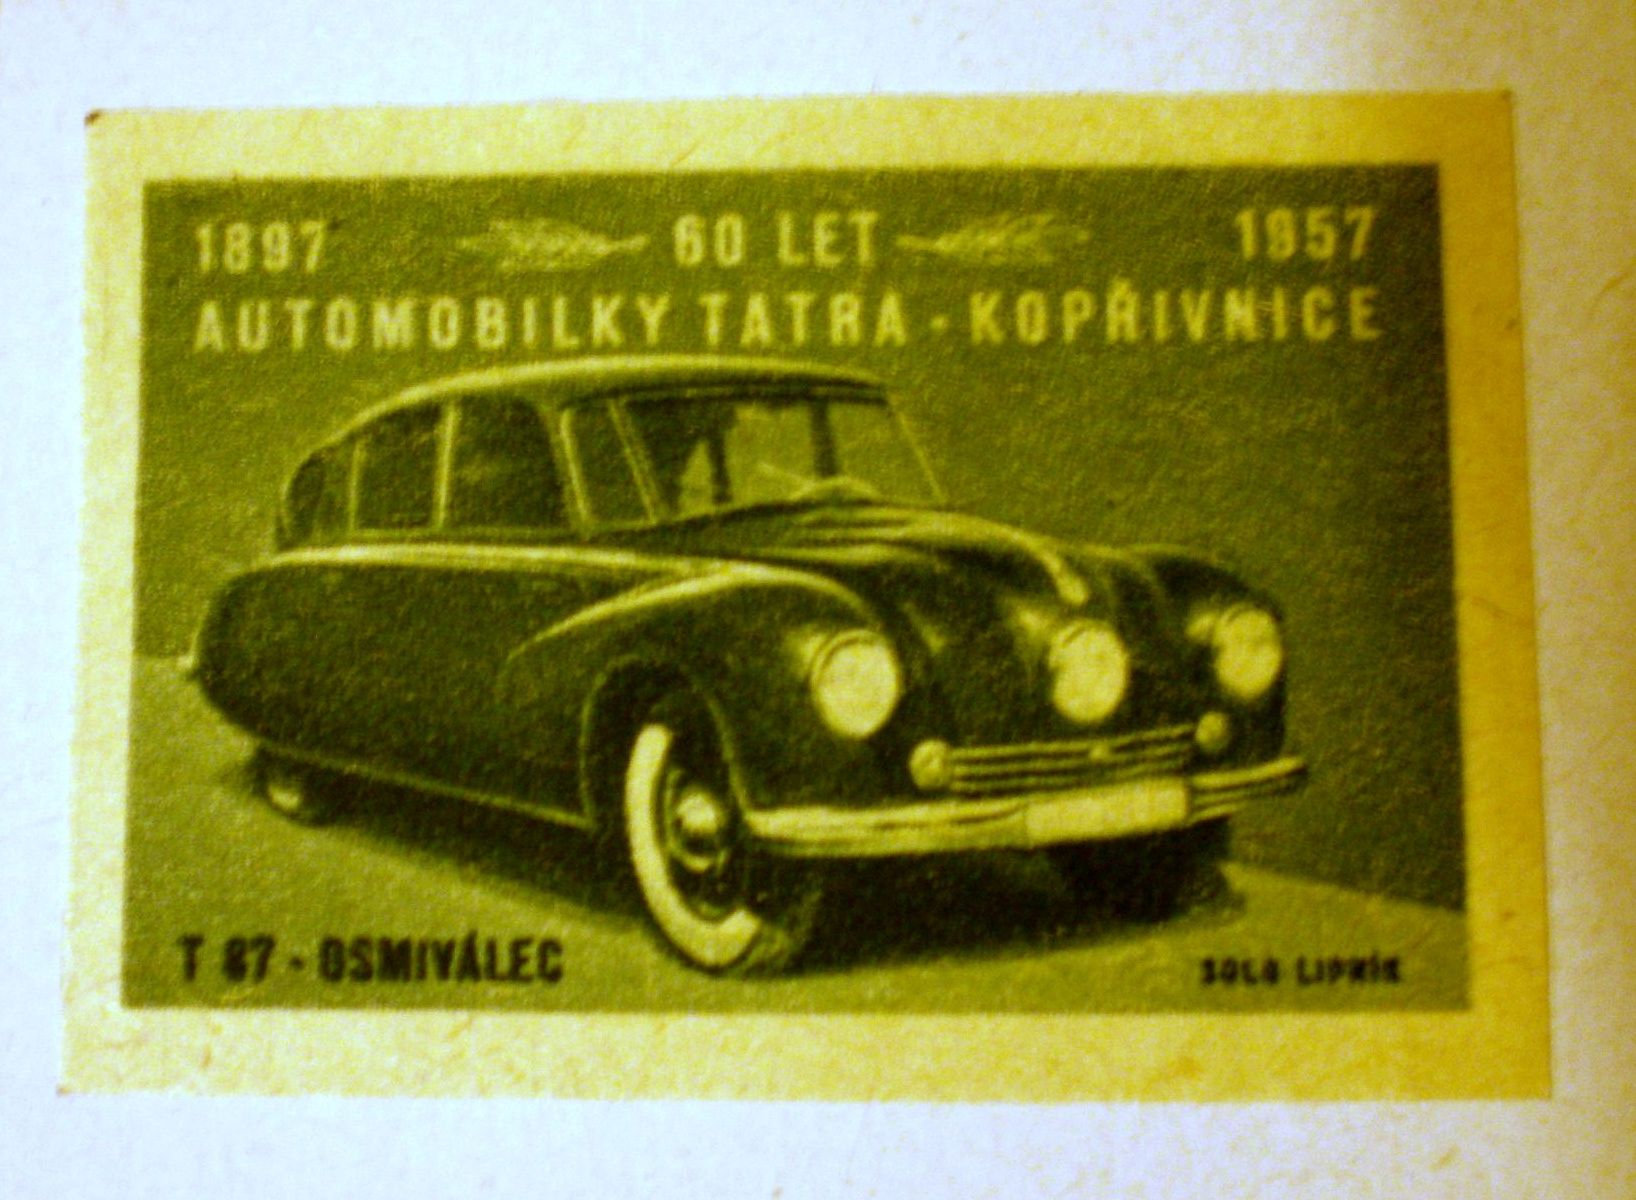 1897 60 LET 1957
AUTOMOBILKY TATRA - KOPŘIVNICE
T 87 - OSMIVÁLEC
SOLO LIPNÍK